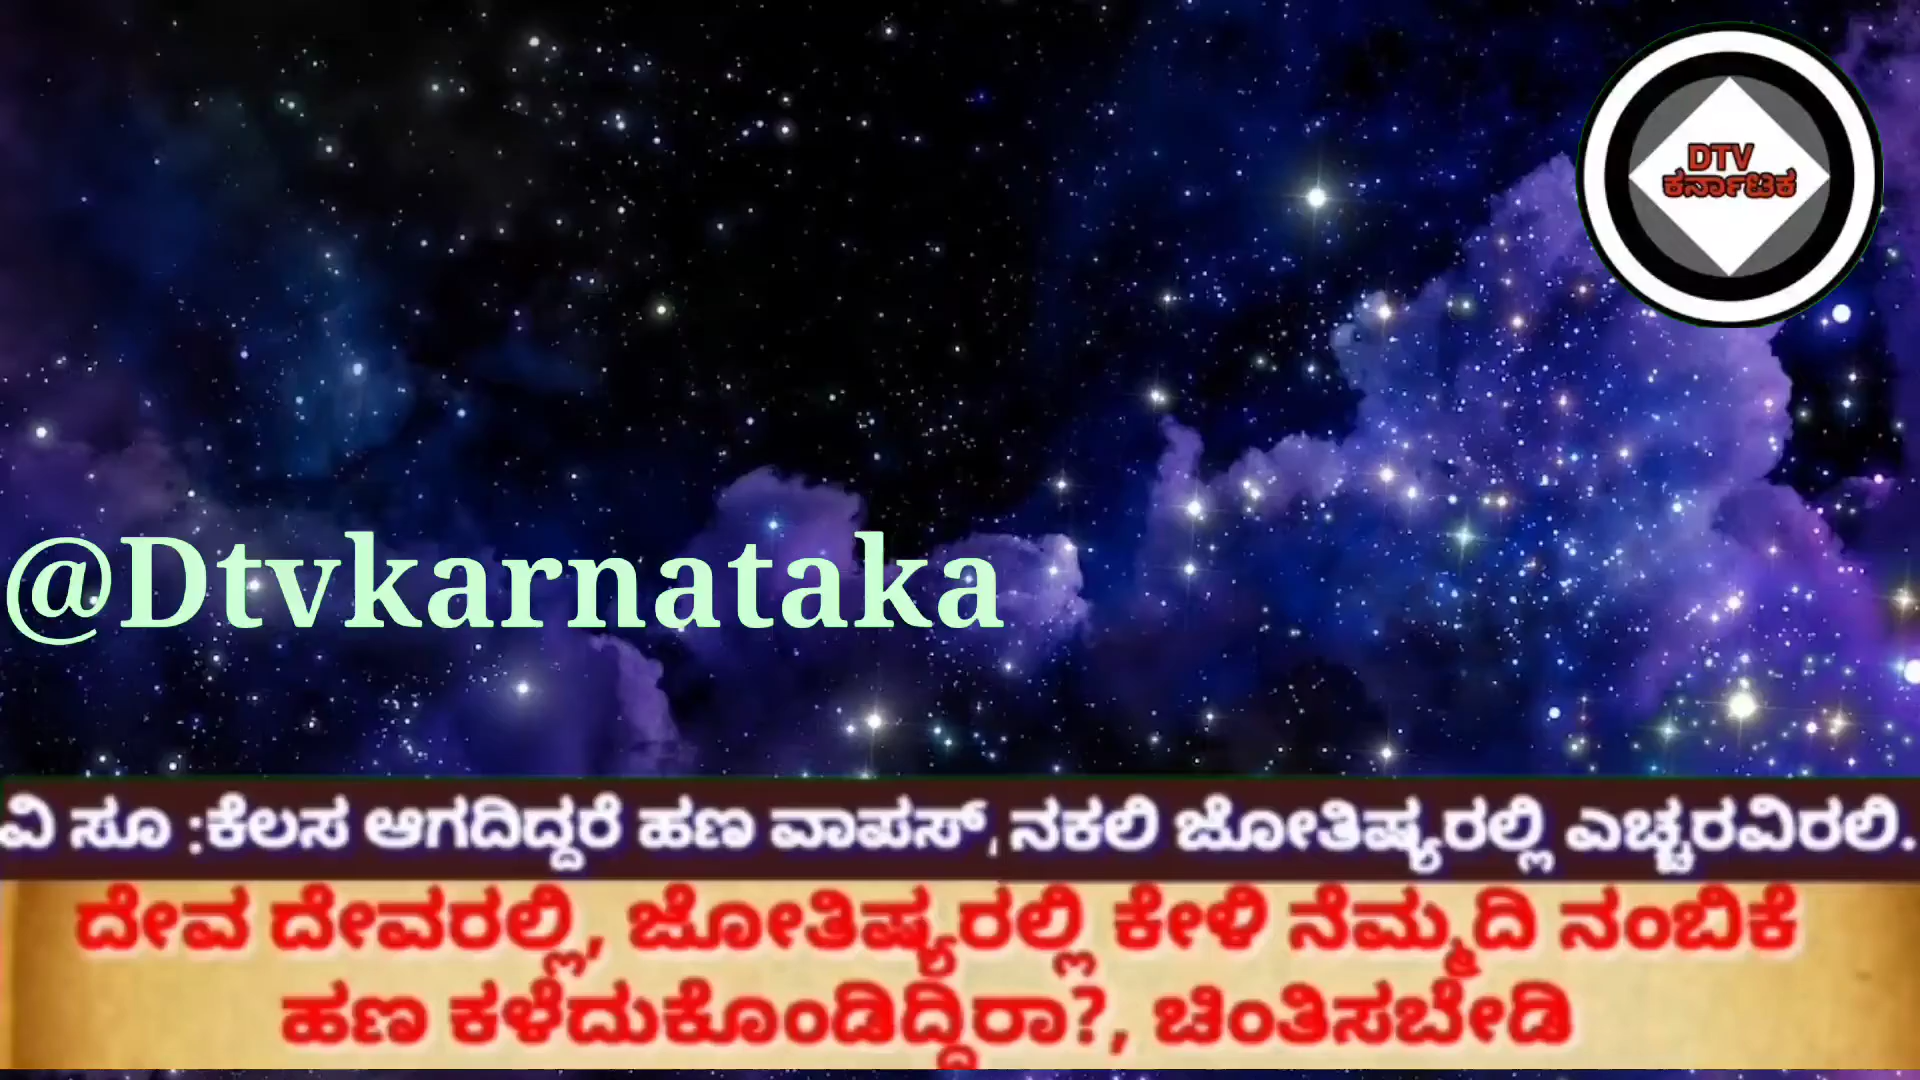 DTV
ಕರ್ನಾಟಕ
@Dtvkarnataka
ವಿ ಸೂ :ಕೆಲಸ ಆಗದಿದ್ದರೆ ಹಣ ವಾಪಸ್, ನಕಲಿ ಜೋತಿಷ್ಯರಲ್ಲಿ ಎಚ್ಚರವಿರಲಿ.
ದೇವ ದೇವರಲ್ಲಿ, ಜೋತಿಷ್ಯರಲ್ಲಿ ಕೇಳಿ ನೆಮ್ಮದಿ ನಂಬಿಕೆ
ಹಣ ಕಳೆದುಕೊಂಡಿದ್ದಿರಾ?, ಚಿಂತಿಸಬೇಡಿ